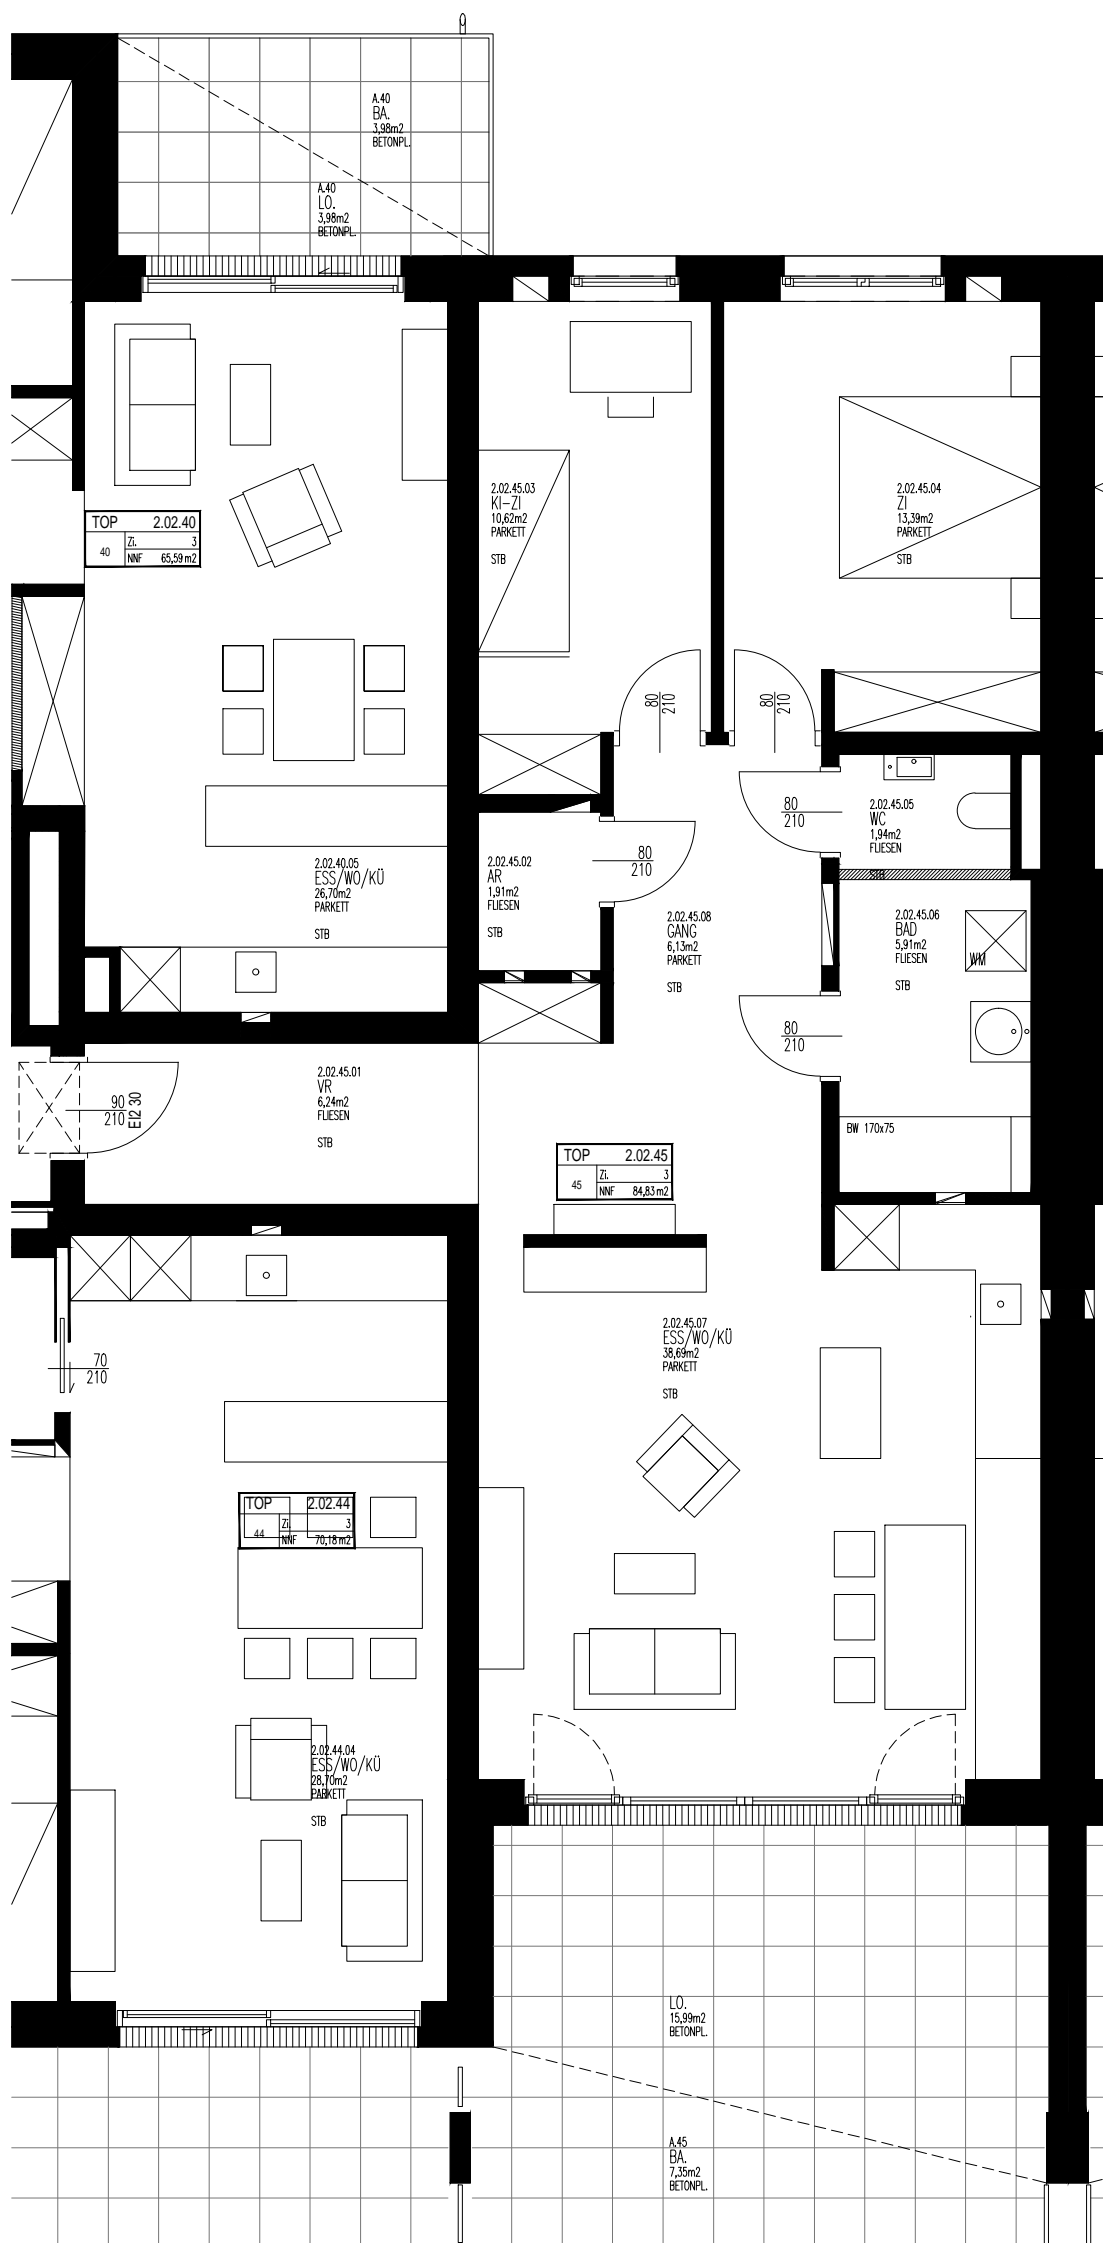 A.40
BA.
3,98m2
BETONPL.
A.40
LO.
3,98m2
BETONPL.
2.02.45.03
KI-ZI
10,62m2
PARKETT
STB
2.02.45.04
ZI
13,39m2
PARKETT
STB
TOP 2.02.40
40
Zi. 3
NNF 65,59 m2
80
210
80
210
80
210
2.02.45.05
WC
1,94m2
FLIESEN
STB
2.02.40.05
ESS/WO/KÜ
26,70m2
PARKETT
STB
2.02.45.02
AR
1,91m2
FLIESEN
STB
80
210
2.02.45.08
GANG
6,13m2
PARKETT
STB
2.02.45.06
BAD
5,91m2
FLIESEN
STB
WM
80
210
2.02.45.01
VR
6,24m2
FLIESEN
STB
90
210
EI2 30
BW 170x75
TOP 2.02.45
45
Zi. 3
NNF 84,83 m2
2.02.45.07
ESS/WO/KÜ
38,69m2
PARKETT
STB
70
210
TOP 2.02.44
44
Zi. 3
NNF 70,18 m2
2.02.44.04
ESS/WO/KÜ
28,70m2
PARKETT
STB
LO.
15,99m2
BETONPL.
A.45
BA.
7,35m2
BETONPL.